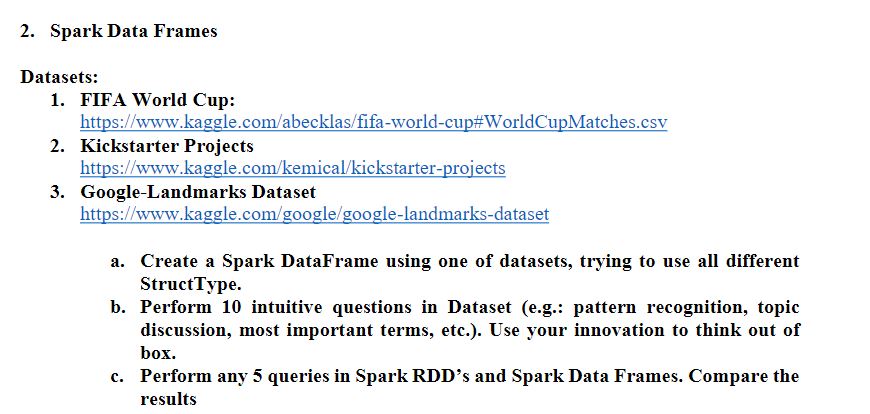 2. Spark Data Frames
Datasets:
1. FIFA World Cup:
https://www.kaggle.com/abecklas/fifa-world-cup#WorldCupMatches.csv
2. Kickstarter Projects
https://www.kaggle.com/kemical/kickstarter-projects
3. Google-Landmarks Dataset
https://www.kaggle.com/google/google-landmarks-dataset
a. Create a Spark DataFrame using one of datasets, trying to use all different
StructType.
b. Perform 10 intuitive questions in Dataset (e.g.: pattern recognition, topic
discussion, most important terms, etc.). Use your innovation to think out of
box.
c. Perform any 5 queries in Spark RDD’s and Spark Data Frames. Compare the
results